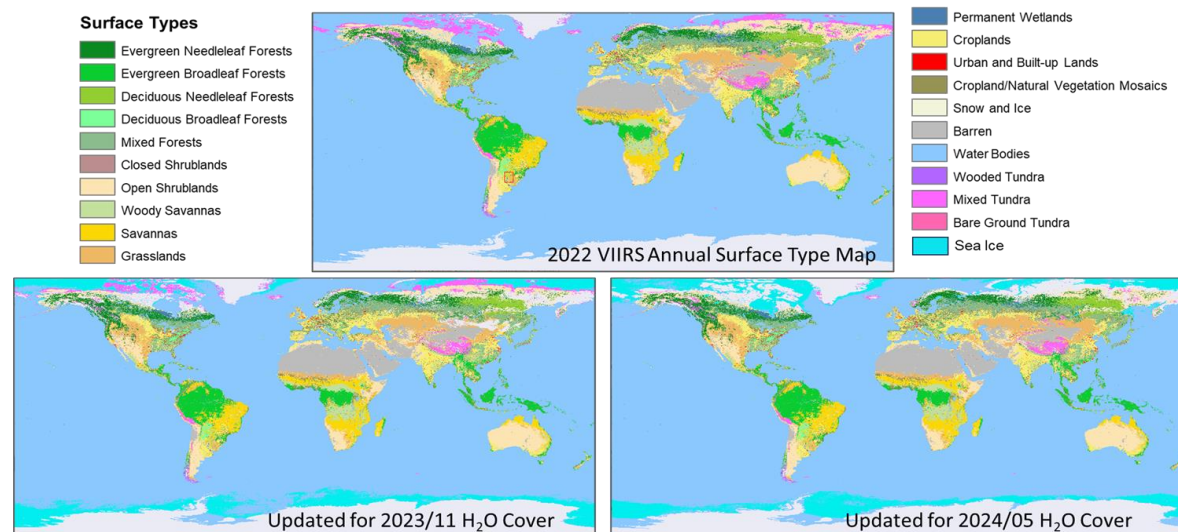 Surface Types
Evergreen Needleleaf Forests
Evergreen Broadleaf Forests
Deciduous Needleleaf Forests
Deciduous Broadleaf Forests
Mixed Forests
Closed Shrublands
Open Shrublands
Woody Savannas
Savannas
Grasslands
2022 VIIRS Annual Surface Type Map
Permanent Wetlands
Croplands
Urban and Built-up Lands
Cropland/Natural Vegetation Mosaics
Snow and Ice
Barren
Water Bodies
Wooded Tundra
Mixed Tundra
Bare Ground Tundra
Sea Ice
Updated for 2023/11 H₂O Cover
Updated for 2024/05 H₂O Cover